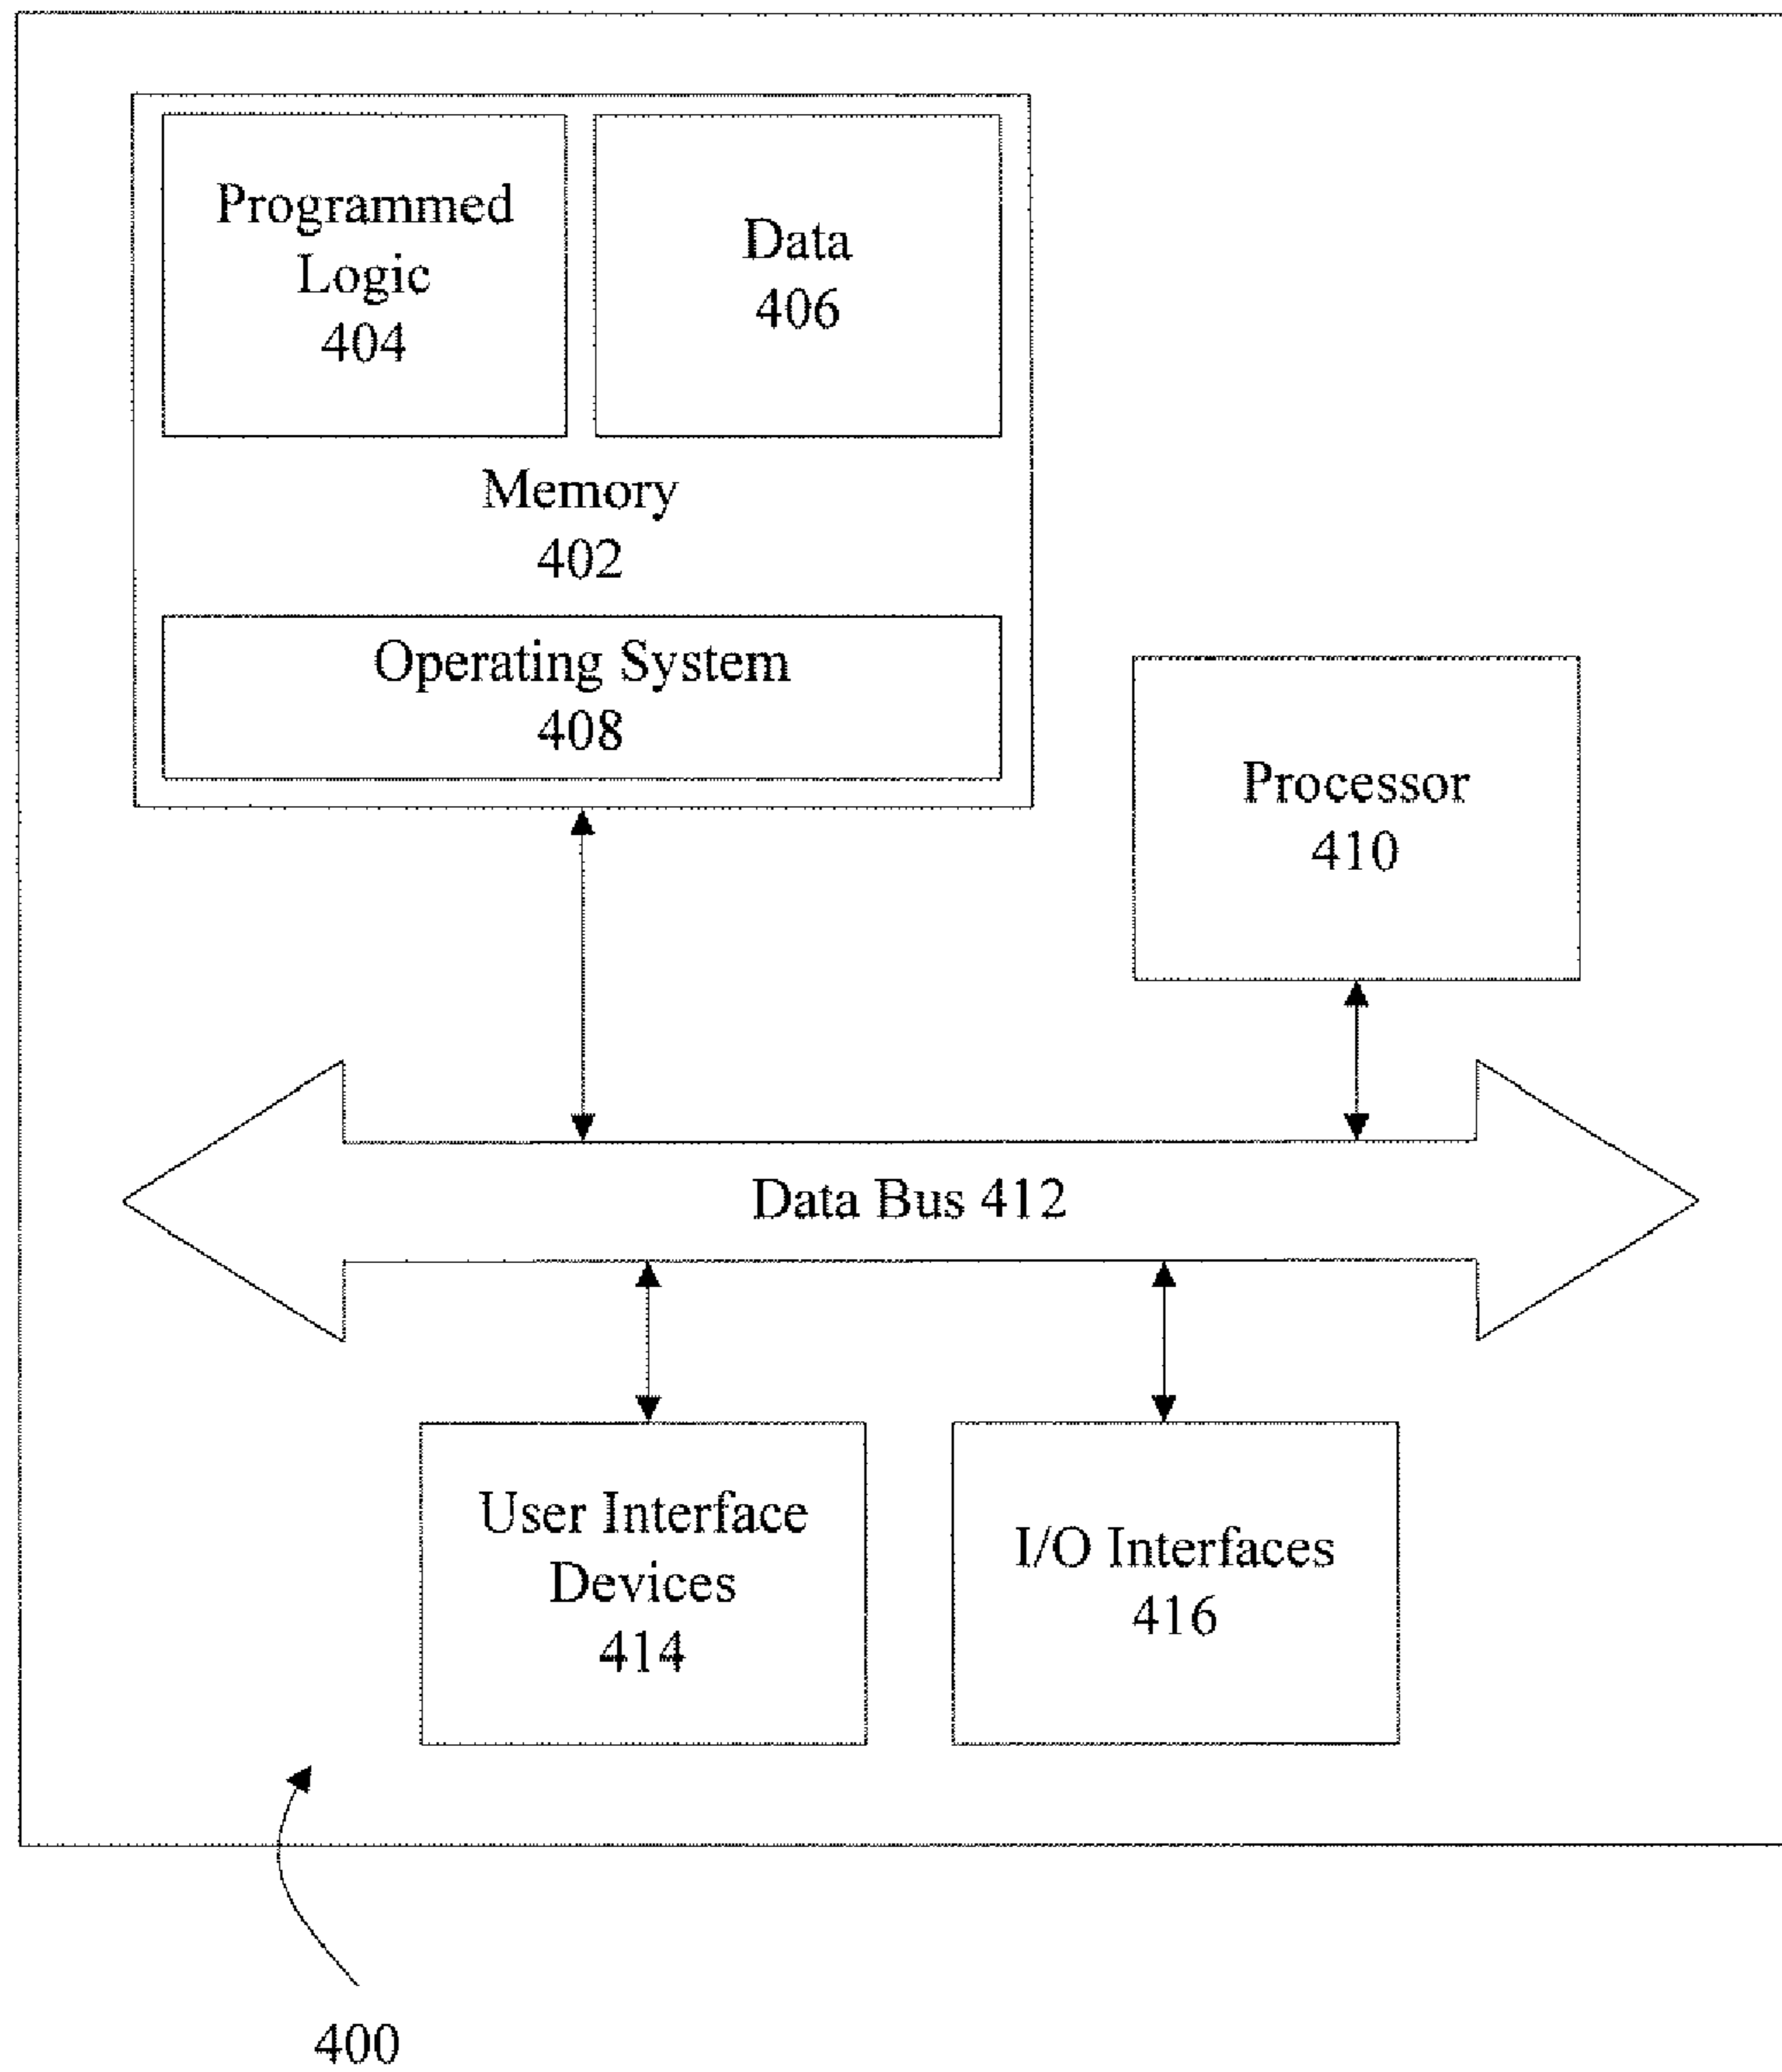 Programmed
Logic
404
Data
406
Memory
402
Operating System
408
Processor
410
Data Bus 412
User Interface
Devices
414
I/O Interfaces
416
400